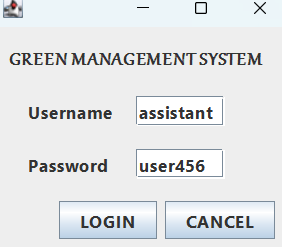 GREEN MANAGEMENT SYSTEM
Username assistant
Password user456
LOGIN CANCEL